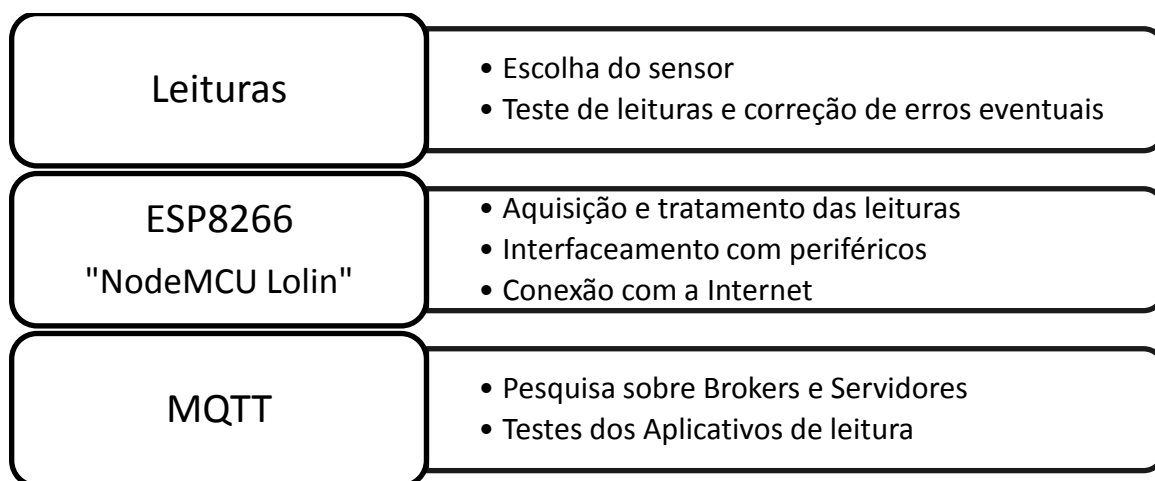 Leituras
• Escolha do sensor
• Teste de leituras e correção de erros eventuais
ESP8266
"NodeMCU Lolin"
• Aquisição e tratamento das leituras
• Interfaceamento com periféricos
• Conexão com a Internet
MQTT
• Pesquisa sobre Brokers e Servidores
• Testes dos Aplicativos de leitura